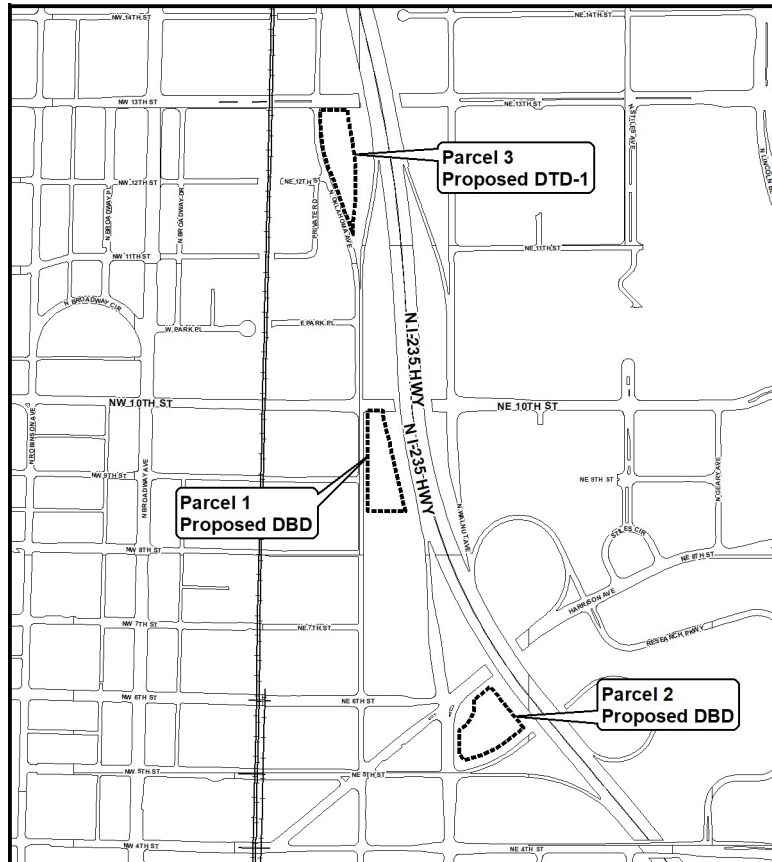 NW 14TH ST
NE 14TH ST
NW 13TH ST
NE 13TH ST
N STILES AVE
N LINCOLN BL
Parcel 3
Proposed DTD-1
NW 12TH ST
NE 12TH ST
N BROADWAY PL
N BROADWAY PL
PRIVATE D
N OKLAHOMA AVE
NW 11TH ST
NE 11TH ST
N BROADWAY CIR
W PARK PL
E PARK PL
N I-235 HWY
NW 10TH ST
NE 10TH ST
N ROBINSON AVE
N BROADWAY AVE
N I-235 HWY
NW 9TH ST
NE 9TH ST
N GEARY AVE
Parcel 1
Proposed DBD
N WALNUT AVE
STILES CIR
NW 8TH ST
NE 8TH ST
HARRISON AVE
NW 7TH ST
NE 7TH ST
RESEARCH PKWY
NW 6TH ST
NE 6TH ST
Parcel 2
Proposed DBD
NW 5TH ST
NE 5TH ST
NW 4TH ST
NE 4TH ST